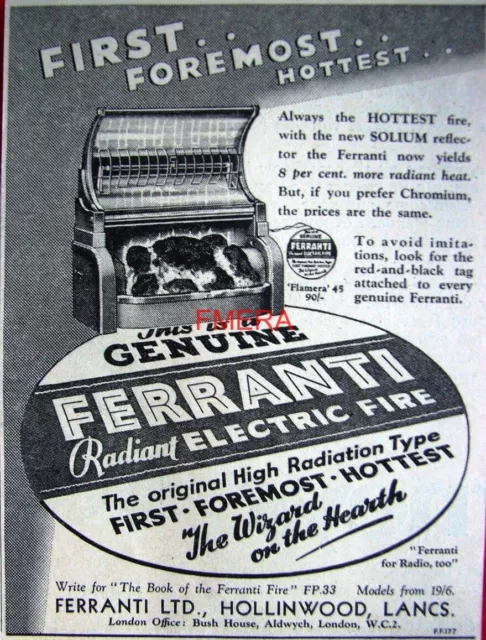 FIRST..
FOREMOST..
HOTTEST..
Always the HOTTEST fire,
with the new SOLIUM reflec-
tor the Ferranti now yields
8 per cent. more radiant heat.
But, if you prefer Chromium,
the prices are the same.
GENUINE
FERRANTI
ELECTRIC FIRE
'Flamera' 45
90/-
To avoid imita-
tions, look for the
red-and-black tag
attached to every
genuine Ferranti.
This is a
FMERA
GENUINE
FERRANTI
Radiant ELECTRIC FIRE
The original High Radiation Type
FIRST · FOREMOST · HOTTEST
"The Wizard
on the Hearth
"Ferranti
for Radio, too"
Write for "The Book of the Ferranti Fire" FP.33 Models from 19/6.
FERRANTI LTD., HOLLINWOOD, LANCS.
London Office: Bush House, Aldwych, London, W.C.2.
F.F.177